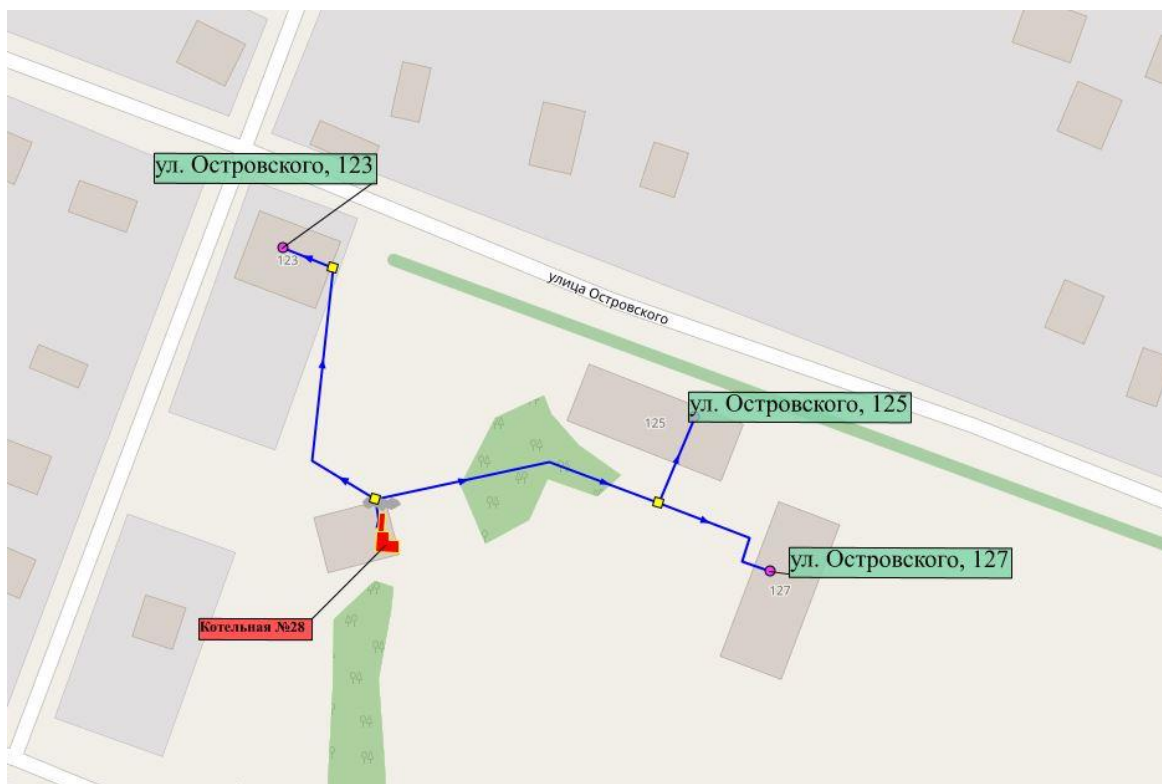 ул. Островского, 123
123
улица Островского
ул. Островского, 125
125
ул. Островского, 127
127
Котельная №28